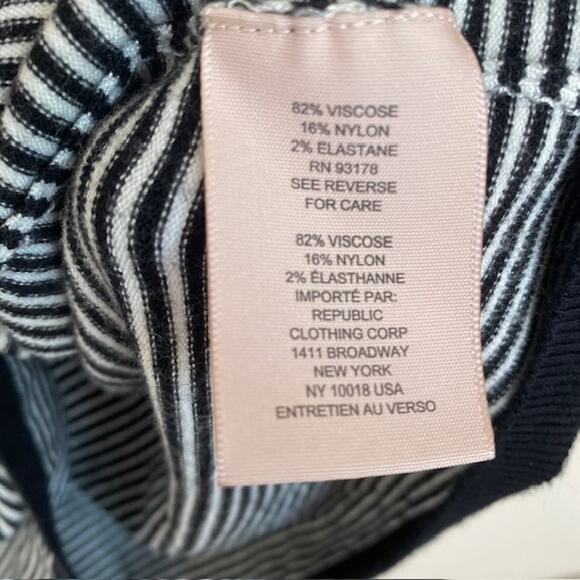 82% VISCOSE
16% NYLON
2% ELASTANE
RN 93178
SEE REVERSE
FOR CARE
82% VISCOSE
16% NYLON
2% ÉLASTHANNE
IMPORTÉ PAR:
REPUBLIC
CLOTHING CORP
1411 BROADWAY
NEW YORK
NY 10018 USA
ENTRETIEN AU VERSO